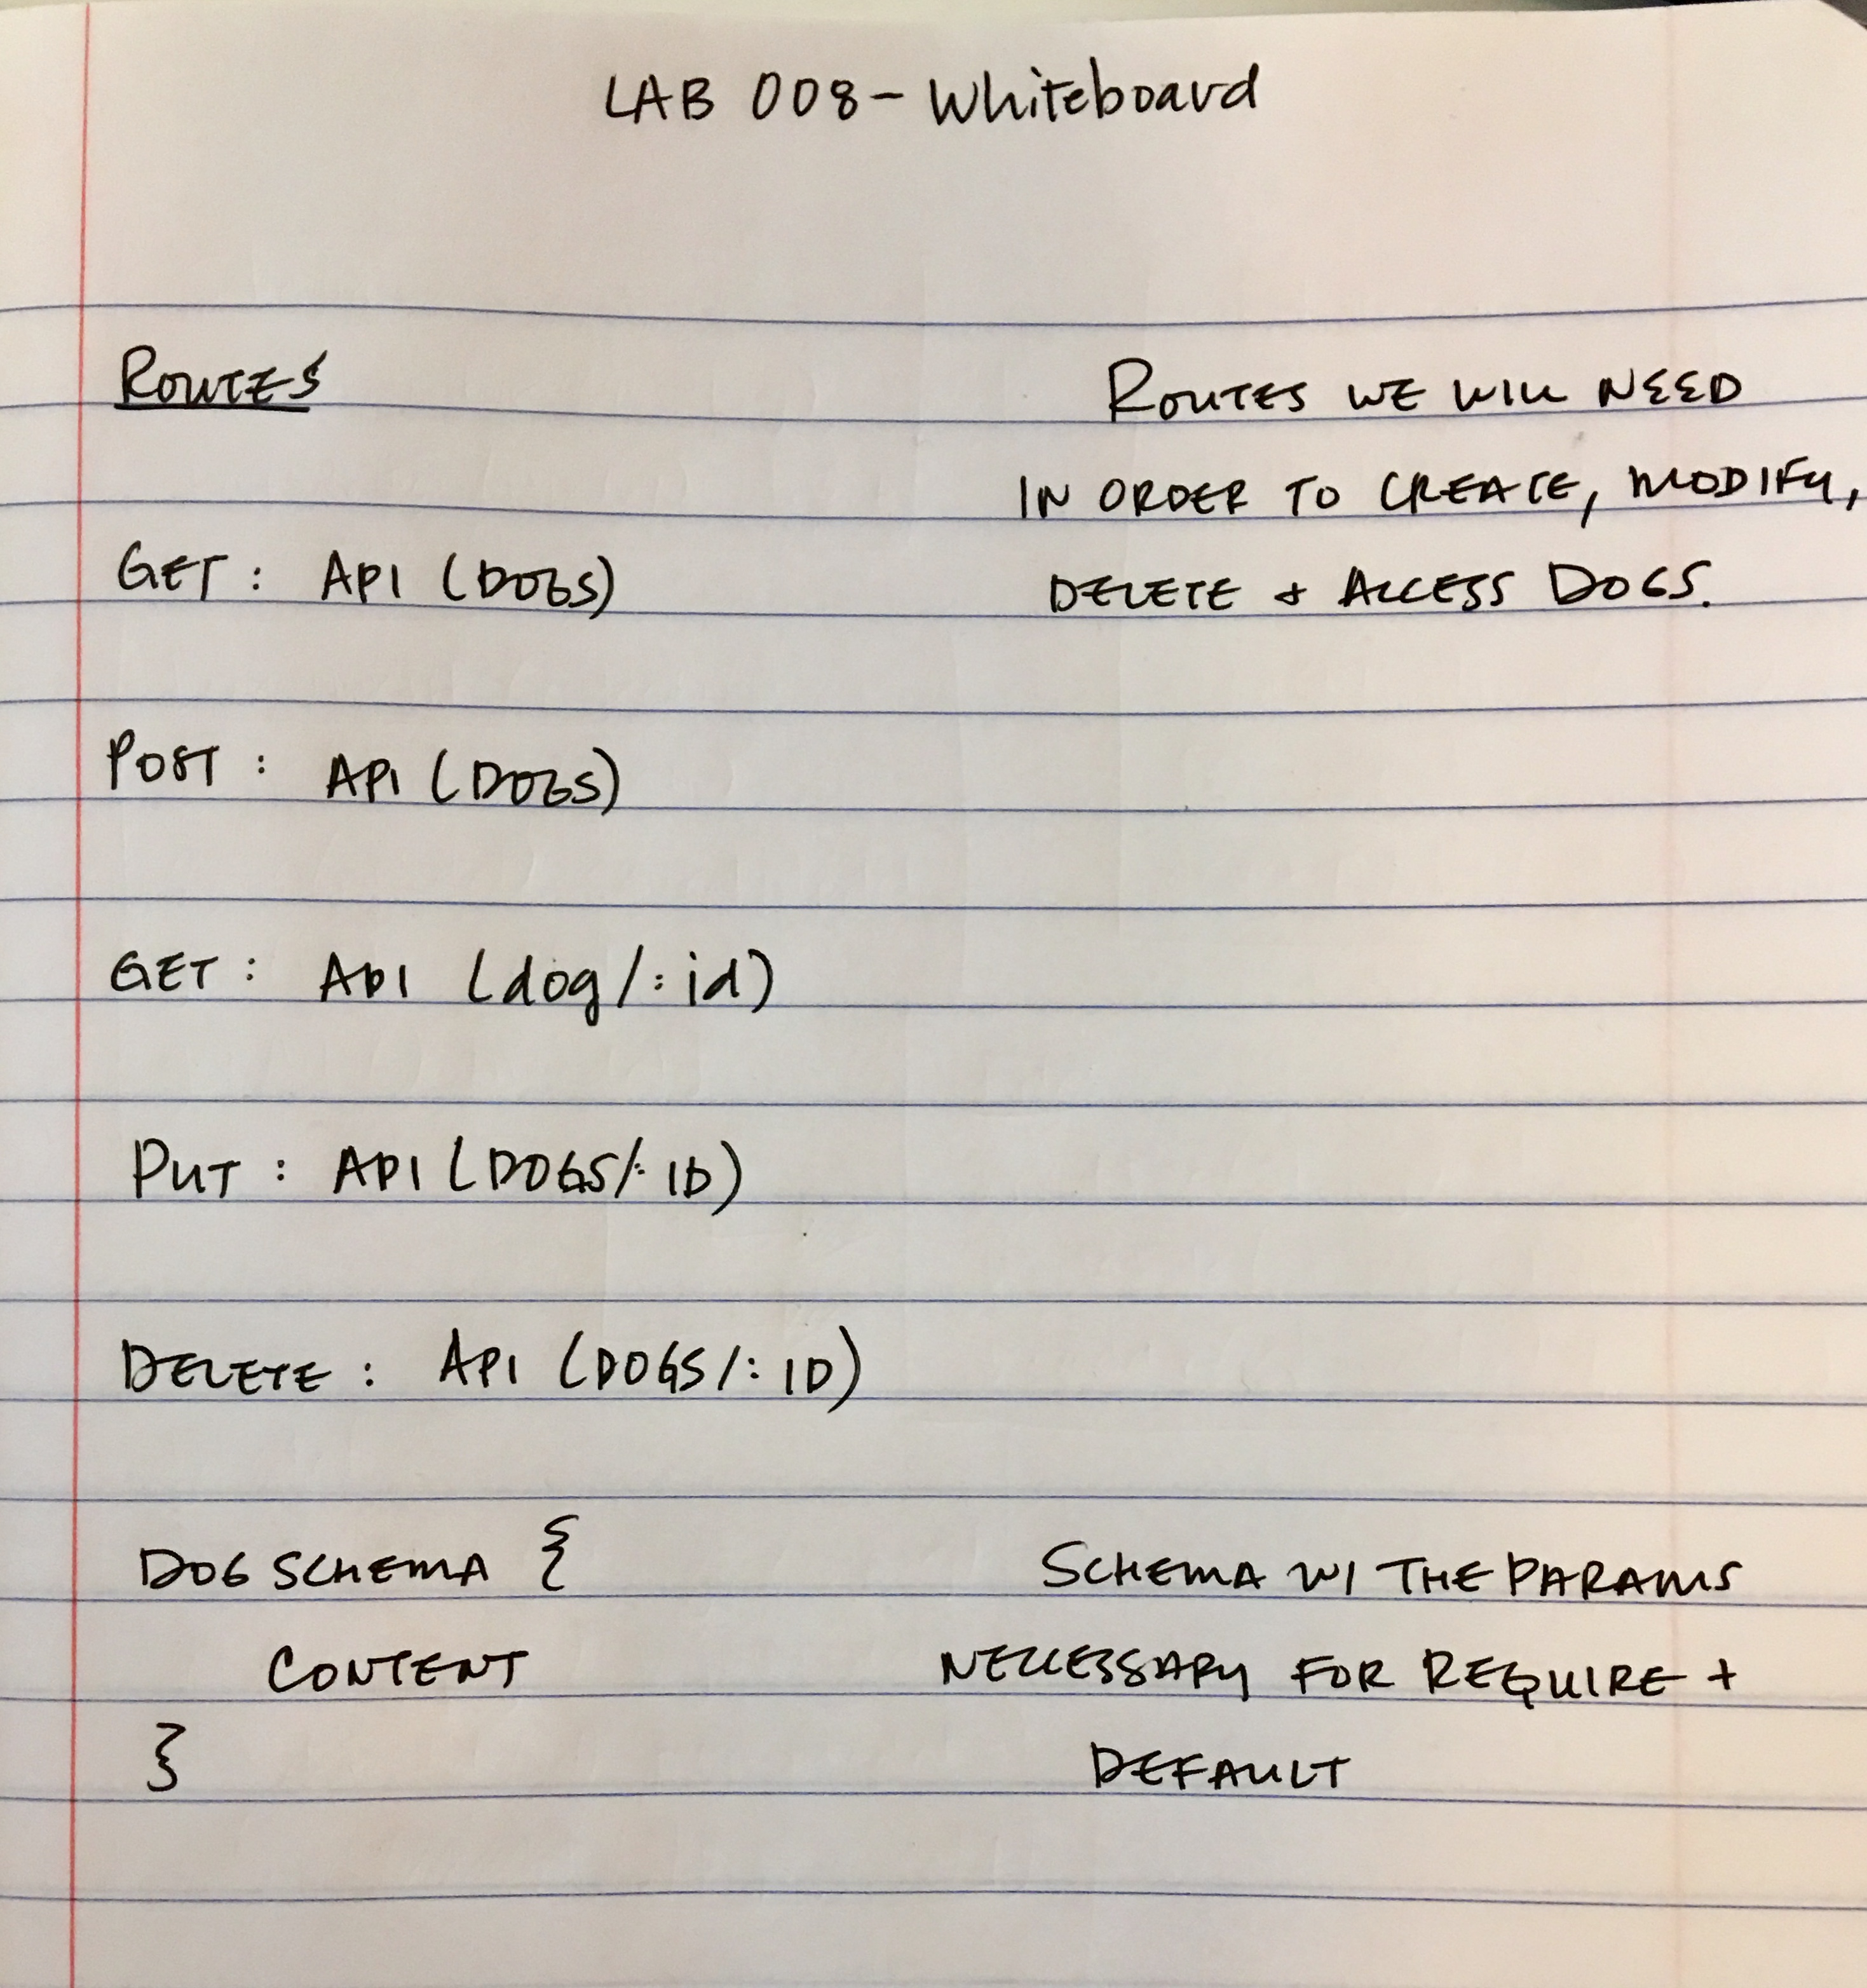 LAB 008 - Whiteboard
ROUTES
ROUTES WE WILL NEED
IN ORDER TO CREATE, MODIFY,
DELETE + ACCESS DOGS.
GET : API (DOGS)
POST : API (DOGS)
GET : API (dog/:id)
PUT : API (DOGS/:ID)
DELETE : API (DOGS/:ID)
DOG SCHEMA {
CONTENT
}
SCHEMA W/ THE PARAMS
NECESSARY FOR REQUIRE +
DEFAULT